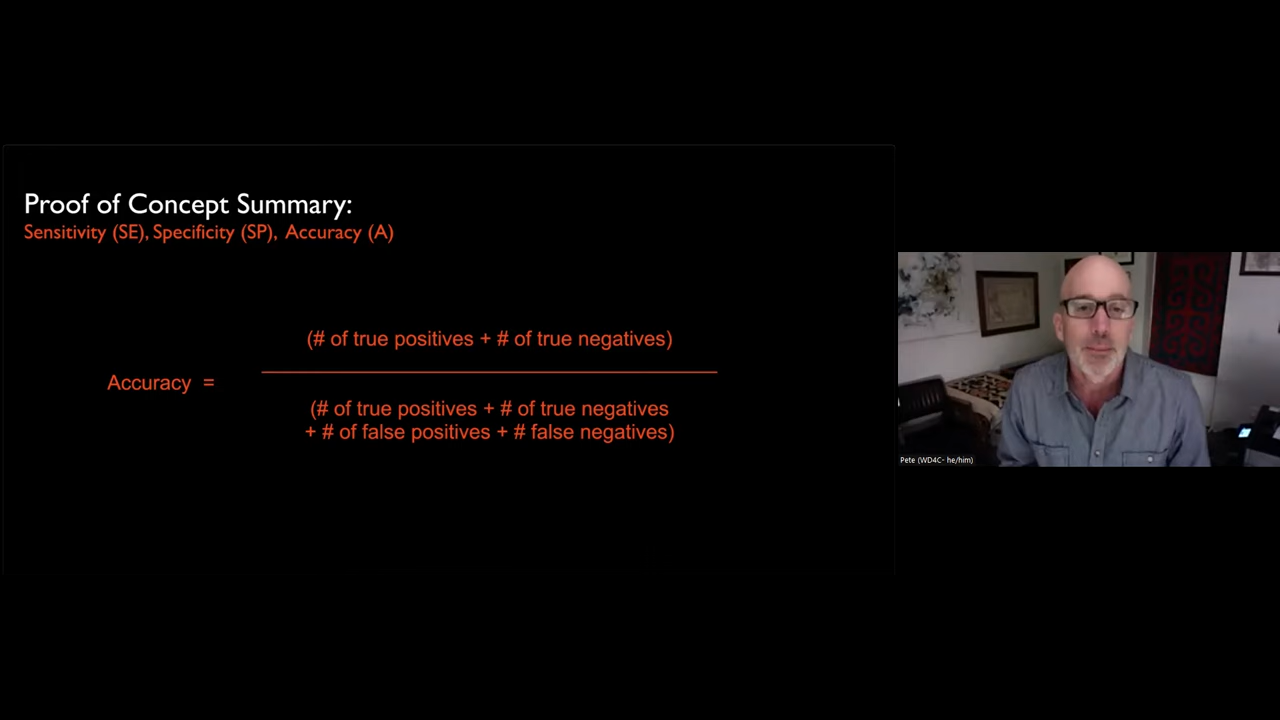 Proof of Concept Summary:
Sensitivity (SE), Specificity (SP), Accuracy (A)
(# of true positives + # of true negatives)
Accuracy =
(# of true positives + # of true negatives
+ # of false positives + # false negatives)
Pete (WD4C- he/him)